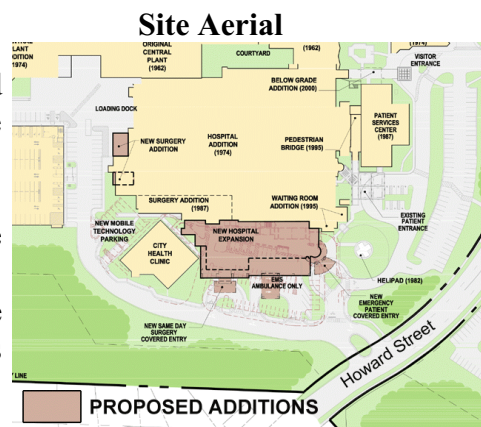 Site Aerial
PLANT
ADDITION
(1974)
ORIGINAL
CENTRAL
PLANT
(1962)
COURTYARD
(1962)
(1974)
VISITOR
ENTRANCE
BELOW GRADE
ADDITION (2000)
LOADING DOCK
PATIENT
SERVICES
CENTER
(1987)
NEW SURGERY
ADDITION
HOSPITAL
ADDITION
(1974)
PEDESTRIAN
BRIDGE (1995)
SURGERY ADDITION
(1987)
WAITING ROOM
ADDITION (1995)
NEW MOBILE
TECHNOLOGY
PARKING
NEW HOSPITAL
EXPANSION
EXISTING
PATIENT
ENTRANCE
CITY
HEALTH
CLINIC
EMS
AMBULANCE ONLY
HELIPAD (1982)
NEW
EMERGENCY
PATIENT
COVERED ENTRY
NEW SAME DAY
SURGERY
COVERED ENTRY
Howard Street
Y LINE
PROPOSED ADDITIONS